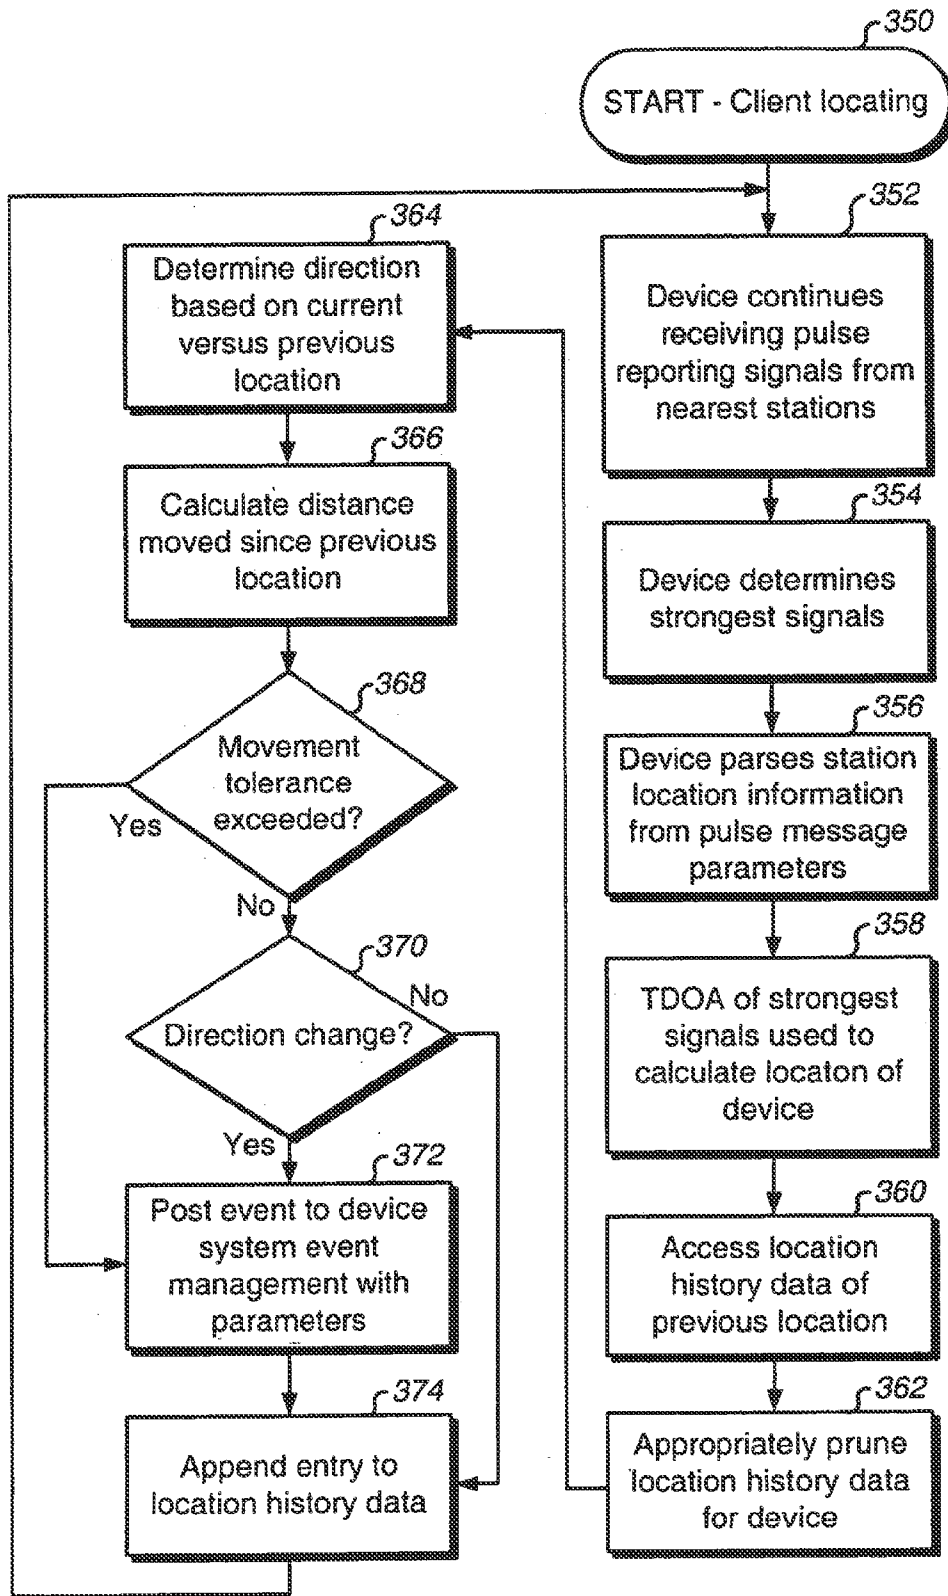 350
START - Client locating
352
Device continues
receiving pulse
reporting signals from
nearest stations
354
Device determines
strongest signals
356
Device parses station
location information
from pulse message
parameters
358
TDOA of strongest
signals used to
calculate locaton of
device
360
Access location
history data of
previous location
362
Appropriately prune
location history data
for device
364
Determine direction
based on current
versus previous
location
366
Calculate distance
moved since previous
location
368
Movement
tolerance
exceeded?
Yes
No
370
Direction change?
No
Yes
372
Post event to device
system event
management with
parameters
374
Append entry to
location history data